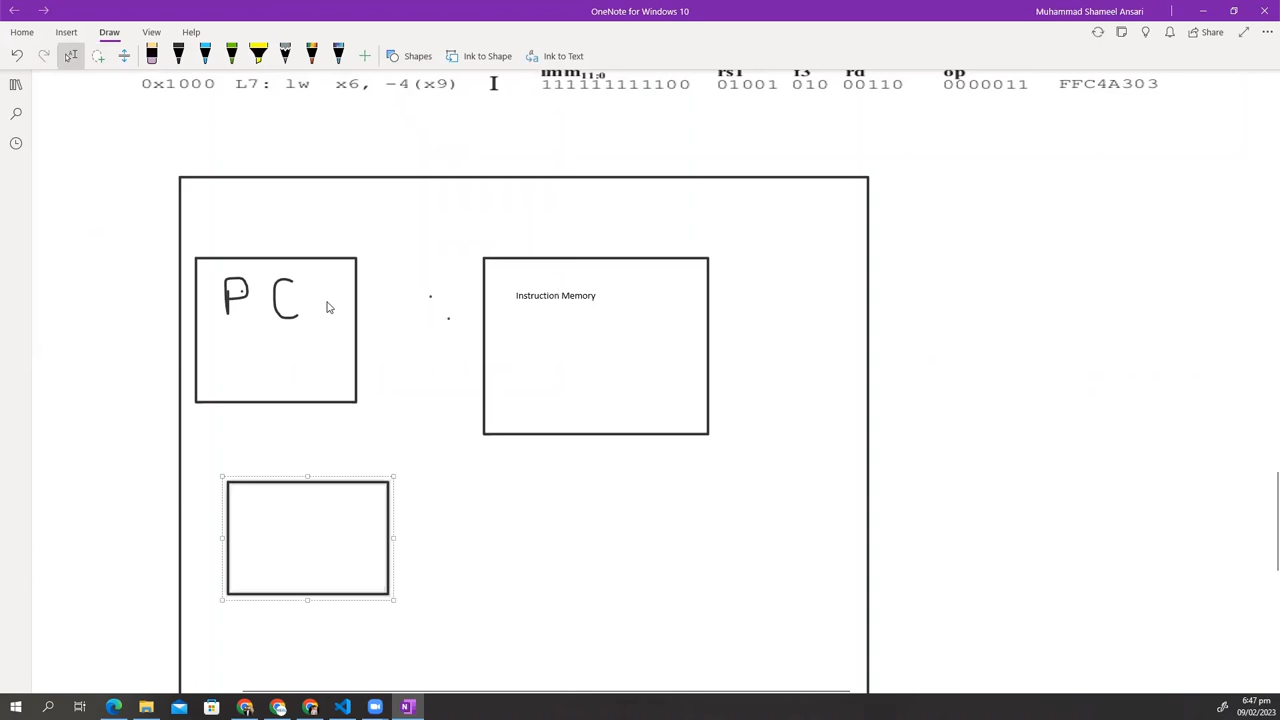 OneNote for Windows 10
Muhammad Shameel Ansari
Home Insert Draw View Help
Share
Shapes Ink to Shape Ink to Text
imm11:0 rs1 f3 rd op
0x1000 L7: lw x6, -4(x9) I 111111111100 01001 010 00110 0000011 FFC4A303
PC
Instruction Memory
6:47 pm
09/02/2023